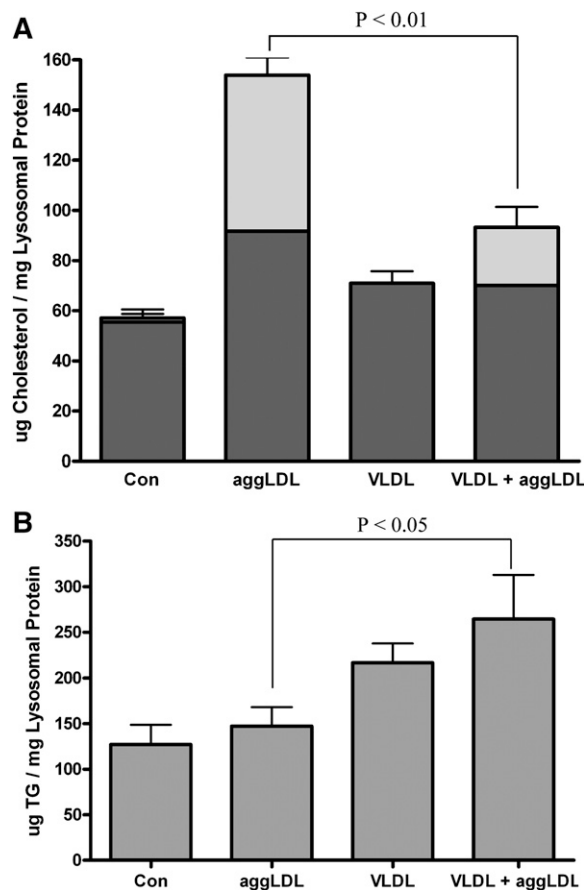 A
P < 0.01
ug Cholesterol / mg Lysosomal Protein
160
140
120
100
80
60
40
20
0
Con aggLDL VLDL VLDL + aggLDL
B
P < 0.05
ug TG / mg Lysosomal Protein
350
300
250
200
150
100
50
0
Con aggLDL VLDL VLDL + aggLDL